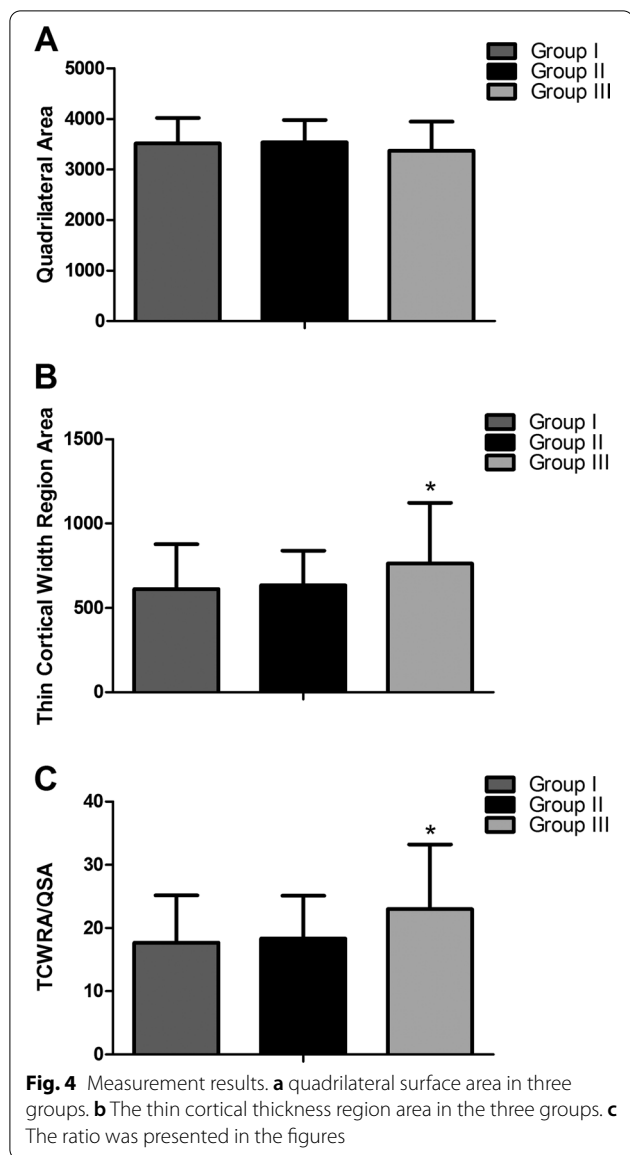 A
Group I
Group II
Group III
Quadrilateral Area
5000
4000
3000
2000
1000
0
B
Group I
Group II
Group III
Thin Cortical Width Region Area
1500
1000
500
0
*
C
Group I
Group II
Group III
TCWRA/QSA
40
30
20
10
0
*
Fig. 4 Measurement results. a quadrilateral surface area in three
groups. b The thin cortical thickness region area in the three groups. c
The ratio was presented in the figures